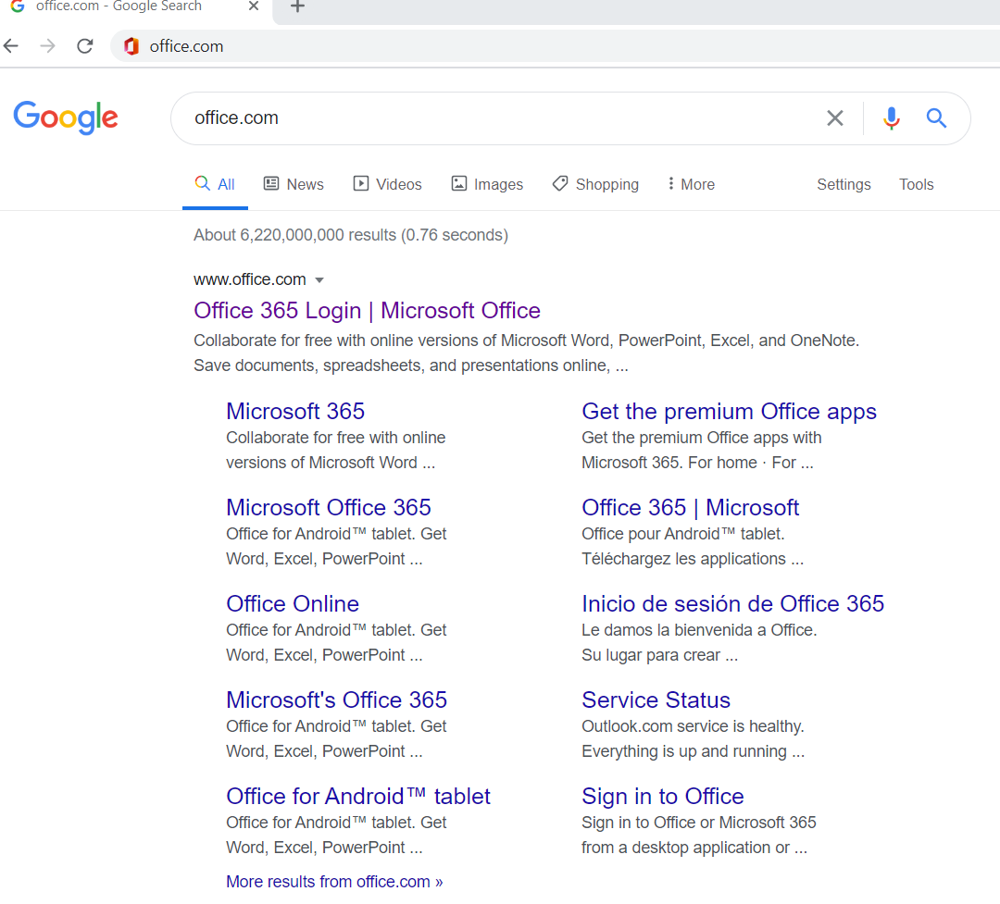 office.com - Google Search
office.com
Google
office.com
All News Videos Images Shopping More Settings Tools
About 6,220,000,000 results (0.76 seconds)
www.office.com
Office 365 Login | Microsoft Office
Collaborate for free with online versions of Microsoft Word, PowerPoint, Excel, and OneNote.
Save documents, spreadsheets, and presentations online, ...
Microsoft 365
Collaborate for free with online
versions of Microsoft Word ...
Get the premium Office apps
Get the premium Office apps with
Microsoft 365. For home · For ...
Microsoft Office 365
Office for Android™ tablet. Get
Word, Excel, PowerPoint ...
Office 365 | Microsoft
Office pour Android™ tablet.
Téléchargez les applications ...
Office Online
Office for Android™ tablet. Get
Word, Excel, PowerPoint ...
Inicio de sesión de Office 365
Le damos la bienvenida a Office.
Su lugar para crear ...
Microsoft's Office 365
Office for Android™ tablet. Get
Word, Excel, PowerPoint ...
Service Status
Outlook.com service is healthy.
Everything is up and running ...
Office for Android™ tablet
Office for Android™ tablet. Get
Word, Excel, PowerPoint ...
Sign in to Office
Sign in to Office or Microsoft 365
from a desktop application or ...
More results from office.com »